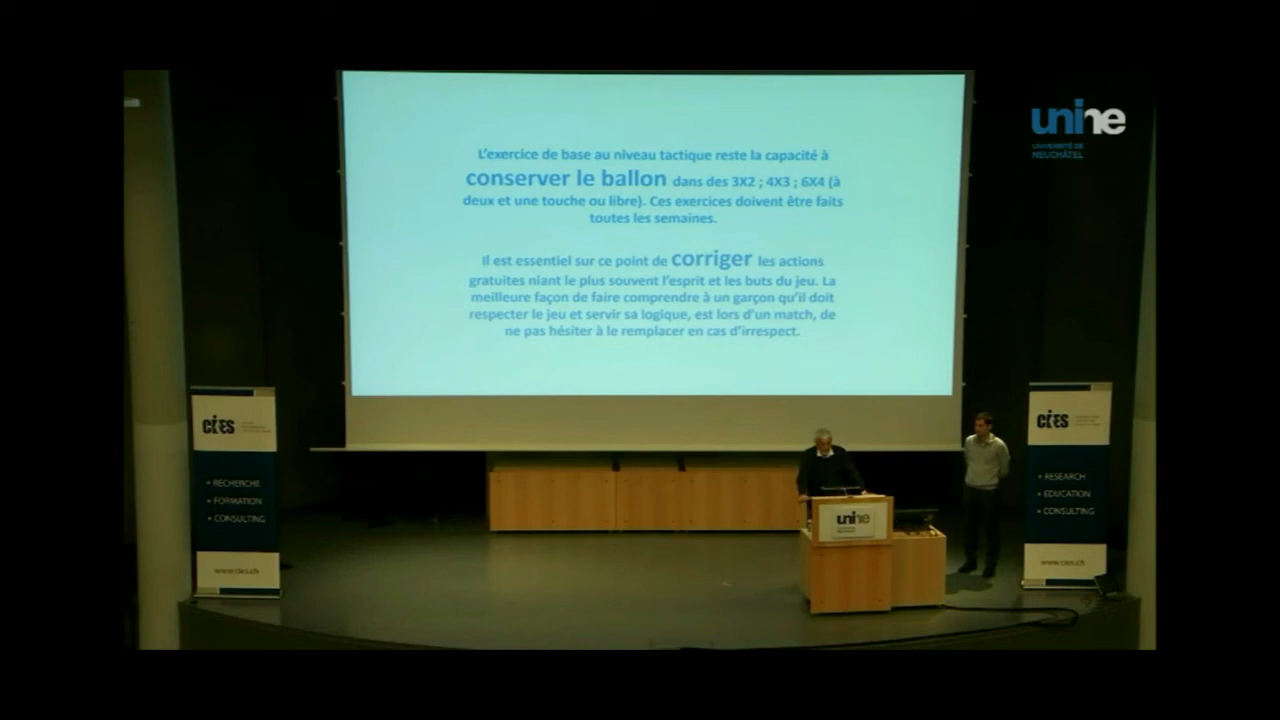 L'exercice de base au niveau tactique reste la capacité à
conserver le ballon dans des 3X2 ; 4X3 ; 6X4 (à
deux et une touche ou libre). Ces exercices doivent être faits
toutes les semaines.
Il est essentiel sur ce point de corriger les actions
gratuites niant le plus souvent l'esprit et les buts du jeu. La
meilleure façon de faire comprendre à un garçon qu'il doit
respecter le jeu et servir sa logique, est lors d'un match, de
ne pas hésiter à le remplacer en cas d'irrespect.
unine
UNIVERSITÉ DE
NEUCHÂTEL
CIES
• RECHERCHE
• FORMATION
• CONSULTING
www.cies.ch
unine
CIES
• RESEARCH
• EDUCATION
• CONSULTING
www.cies.ch